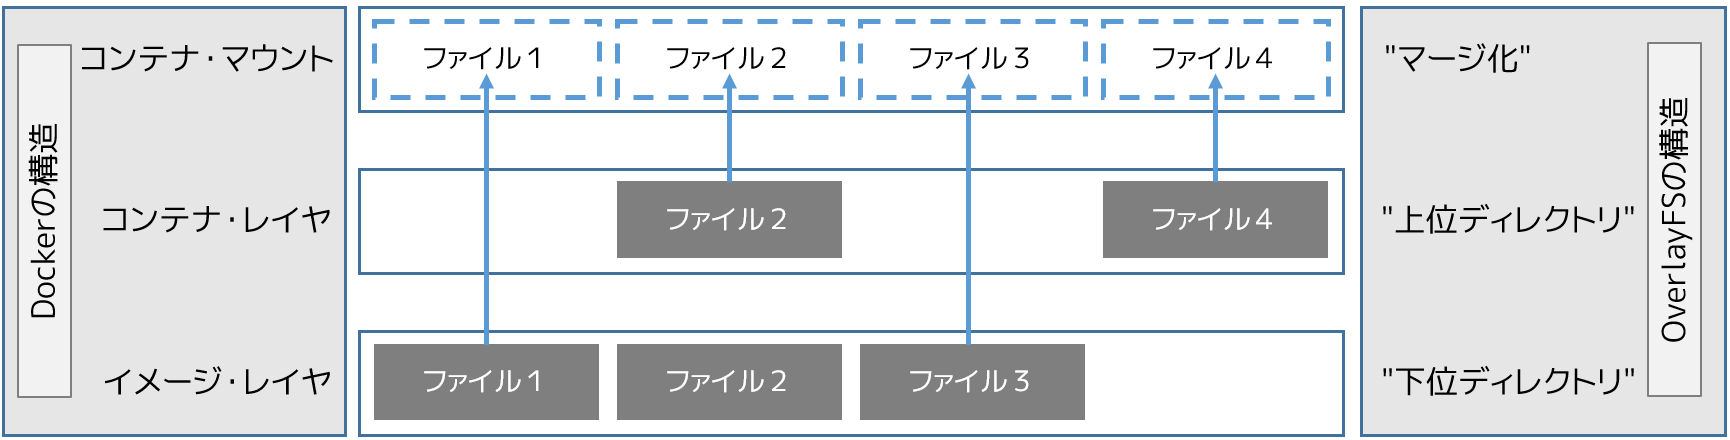 Dockerの構造
コンテナ・マウント
ファイル1
ファイル2
ファイル3
ファイル4
"マージ化"
コンテナ・レイヤ
ファイル2
ファイル4
"上位ディレクトリ"
イメージ・レイヤ
ファイル1
ファイル2
ファイル3
"下位ディレクトリ"
OverlayFSの構造